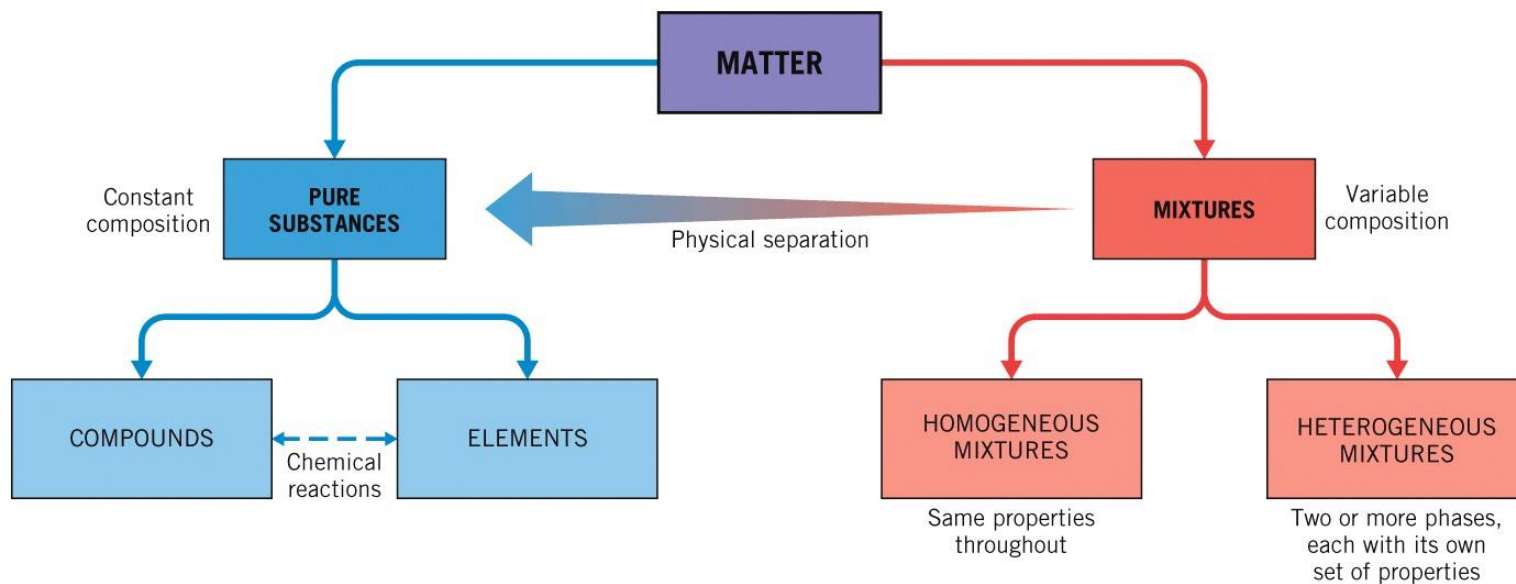 MATTER
Constant
composition
PURE
SUBSTANCES
Physical separation
MIXTURES
Variable
composition
COMPOUNDS
Chemical
reactions
ELEMENTS
HOMOGENEOUS
MIXTURES
Same properties
throughout
HETEROGENEOUS
MIXTURES
Two or more phases,
each with its own
set of properties